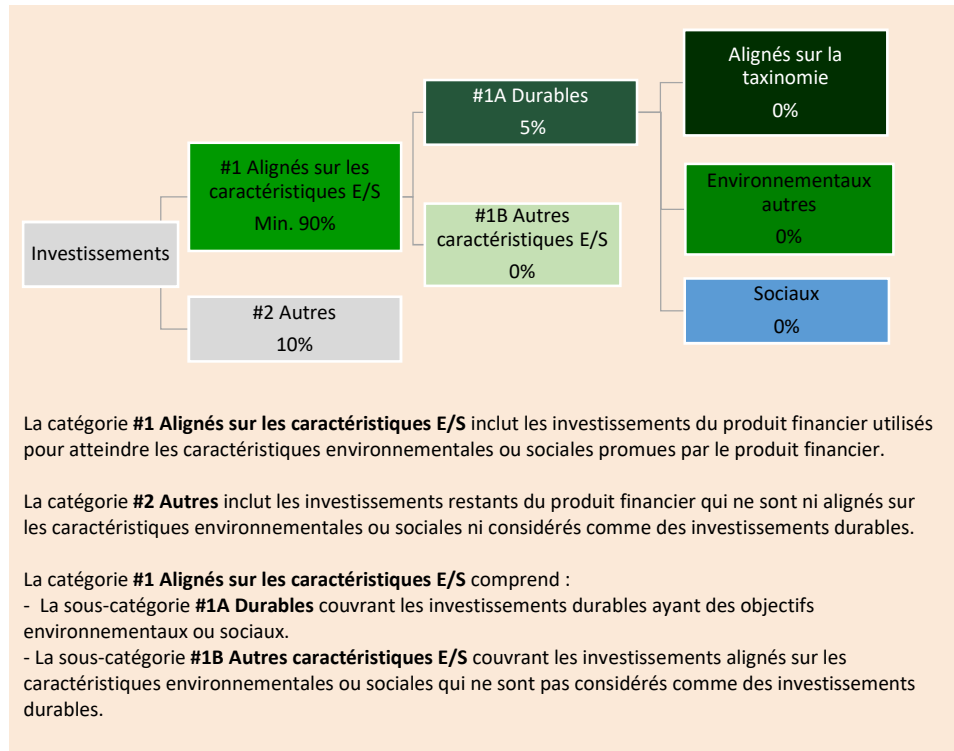 Investissements
#1 Alignés sur les
caractéristiques E/S
Min. 90%
#2 Autres
10%
#1A Durables
5%
#1B Autres
caractéristiques E/S
0%
Alignés sur la
taxinomie
0%
Environnementaux
autres
0%
Sociaux
0%
La catégorie #1 Alignés sur les caractéristiques E/S inclut les investissements du produit financier utilisés
pour atteindre les caractéristiques environnementales ou sociales promues par le produit financier.
La catégorie #2 Autres inclut les investissements restants du produit financier qui ne sont ni alignés sur
les caractéristiques environnementales ou sociales ni considérés comme des investissements durables.
La catégorie #1 Alignés sur les caractéristiques E/S comprend :
- La sous-catégorie #1A Durables couvrant les investissements durables ayant des objectifs
environnementaux ou sociaux.
- La sous-catégorie #1B Autres caractéristiques E/S couvrant les investissements alignés sur les
caractéristiques environnementales ou sociales qui ne sont pas considérés comme des investissements
durables.